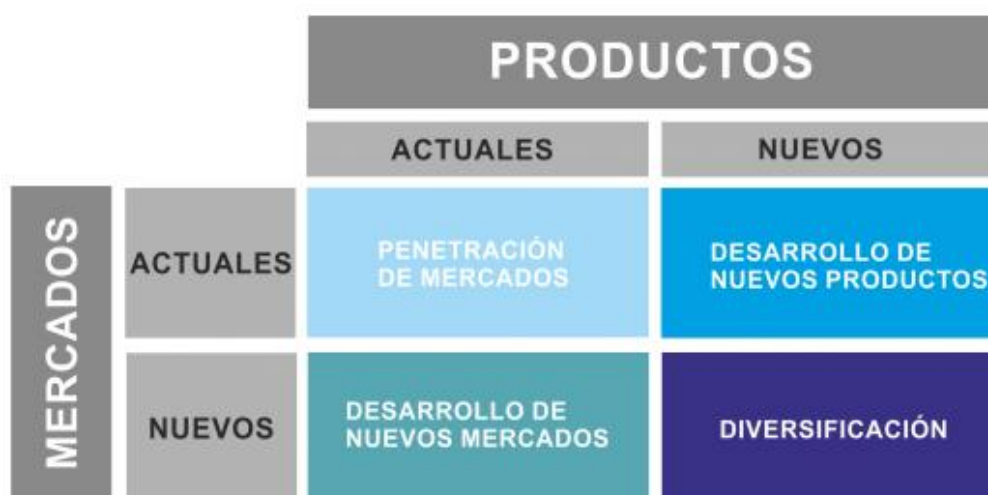 PRODUCTOS
ACTUALES
NUEVOS
MERCADOS
ACTUALES
PENETRACIÓN
DE MERCADOS
DESARROLLO DE
NUEVOS PRODUCTOS
NUEVOS
DESARROLLO DE
NUEVOS MERCADOS
DIVERSIFICACIÓN